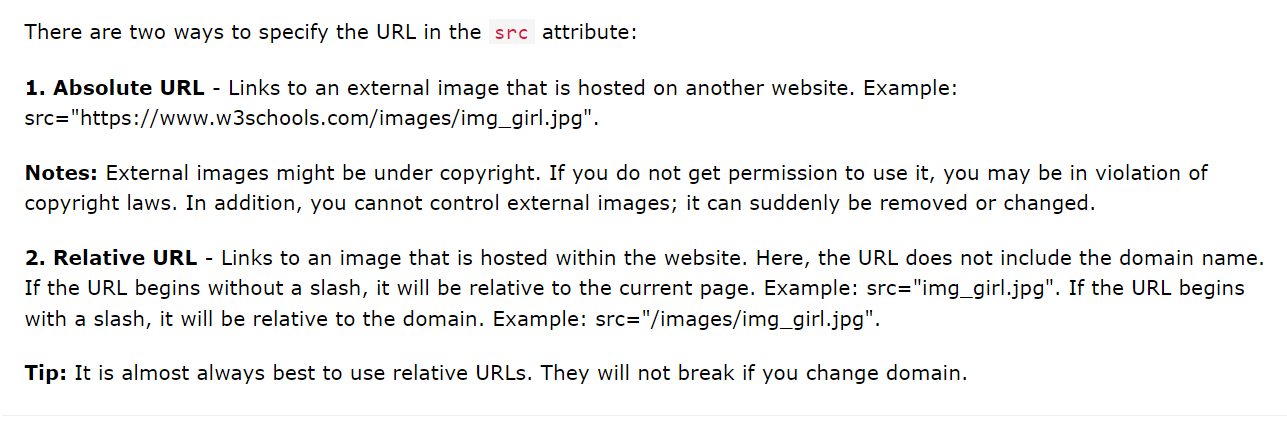 There are two ways to specify the URL in the src attribute:
1. Absolute URL - Links to an external image that is hosted on another website. Example:
src="https://www.w3schools.com/images/img_girl.jpg".
Notes: External images might be under copyright. If you do not get permission to use it, you may be in violation of
copyright laws. In addition, you cannot control external images; it can suddenly be removed or changed.
2. Relative URL - Links to an image that is hosted within the website. Here, the URL does not include the domain name.
If the URL begins without a slash, it will be relative to the current page. Example: src="img_girl.jpg". If the URL begins
with a slash, it will be relative to the domain. Example: src="/images/img_girl.jpg".
Tip: It is almost always best to use relative URLs. They will not break if you change domain.